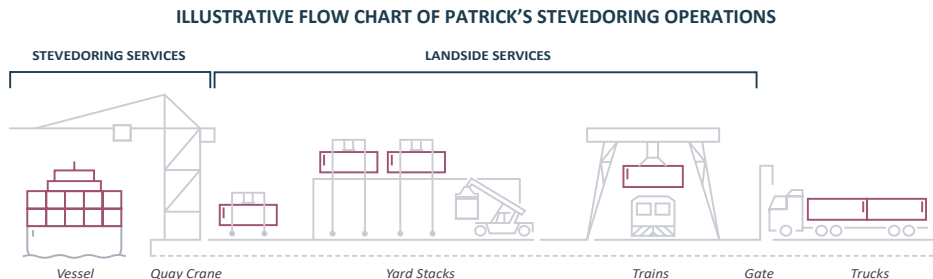 ILLUSTRATIVE FLOW CHART OF PATRICK'S STEVEDORING OPERATIONS
STEVEDORING SERVICES
LANDSIDE SERVICES
Vessel
Quay Crane
Yard Stacks
Trains
Gate
Trucks